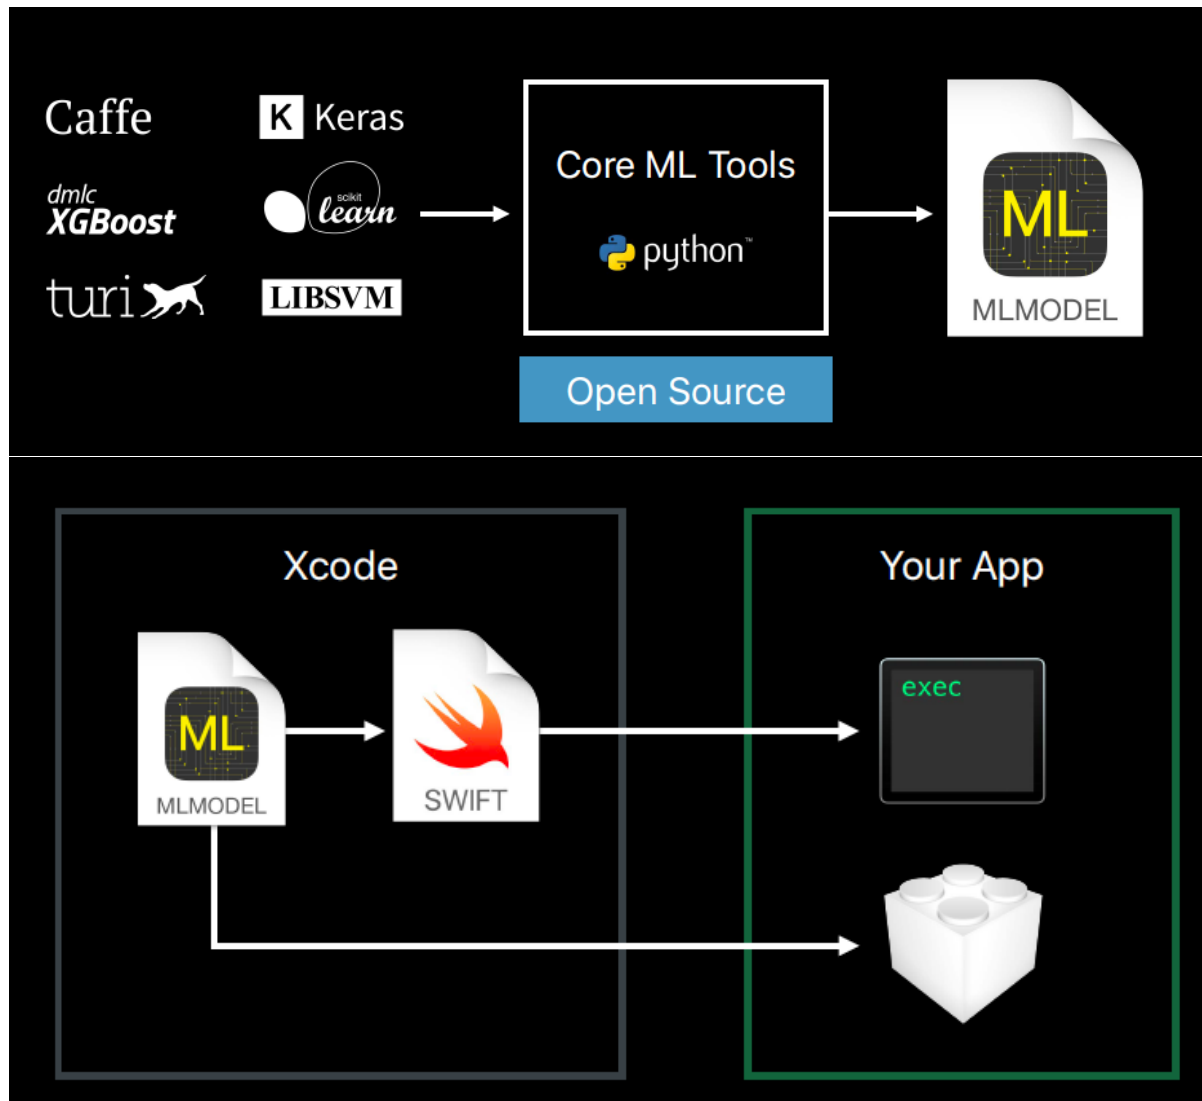 Caffe
K Keras
dmlc
XGBoost
scikit
learn
turi
LIBSVM
Core ML Tools
python™
Open Source
ML
MLMODEL
Xcode
ML
MLMODEL
SWIFT
Your App
exec